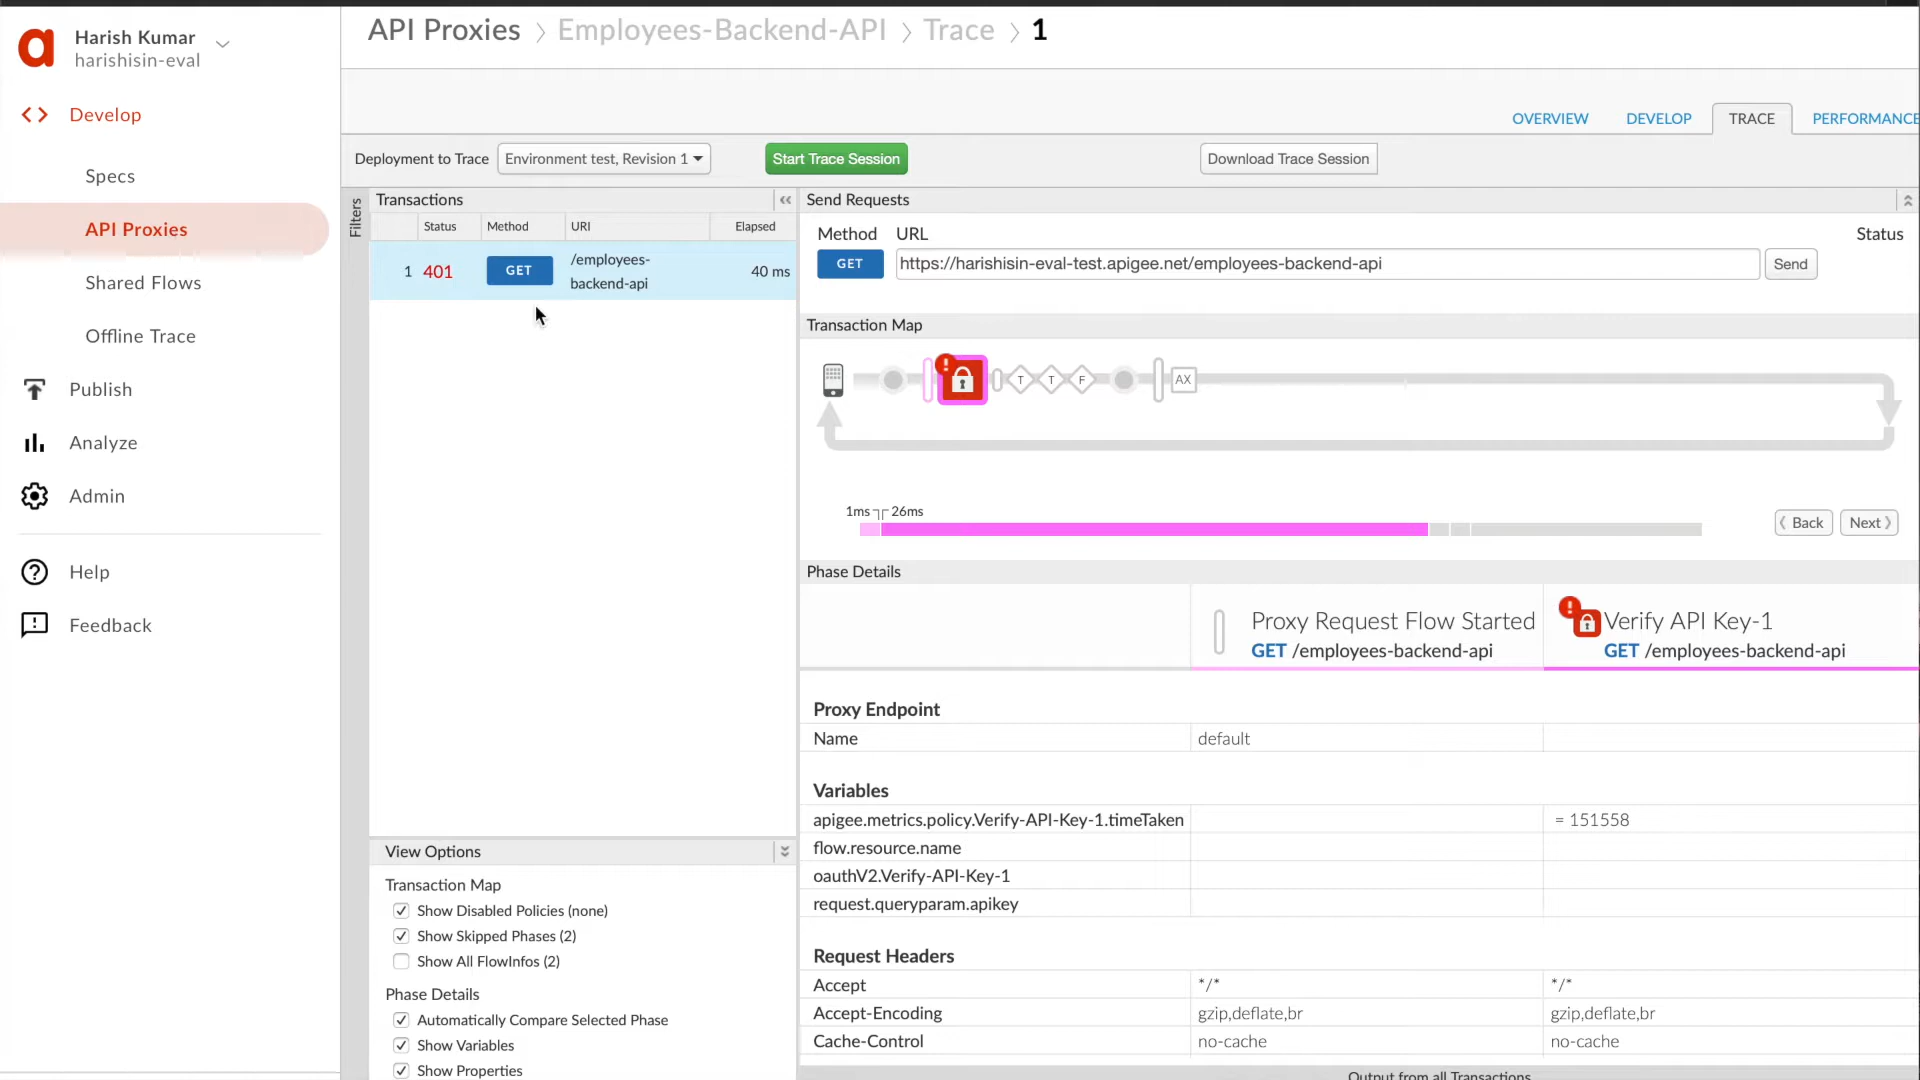 Harish Kumar
harishisin-eval
Develop
Specs
API Proxies
Shared Flows
Offline Trace
Publish
Analyze
Admin
Help
Feedback
API Proxies > Employees-Backend-API > Trace > 1
OVERVIEW DEVELOP TRACE PERFORMANCE
Deployment to Trace Environment test, Revision 1 Start Trace Session Download Trace Session
Filters
Transactions «
Status Method URI Elapsed
1 401 GET /employees-
backend-api 40 ms
View Options
Transaction Map
Show Disabled Policies (none)
Show Skipped Phases (2)
Show All FlowInfos (2)
Phase Details
Automatically Compare Selected Phase
Show Variables
Show Properties
Send Requests
Method URL Status
GET https://harishisin-eval-test.apigee.net/employees-backend-api Send
Transaction Map
T T F AX
1ms 26ms
Back Next
Phase Details
Proxy Request Flow Started
GET /employees-backend-api
Verify API Key-1
GET /employees-backend-api
Proxy Endpoint
Name default
Variables
apigee.metrics.policy.Verify-API-Key-1.timeTaken = 151558
flow.resource.name
oauthV2.Verify-API-Key-1
request.queryparam.apikey
Request Headers
Accept */* */*
Accept-Encoding gzip,deflate,br gzip,deflate,br
Cache-Control no-cache no-cache
Output from all Transactions